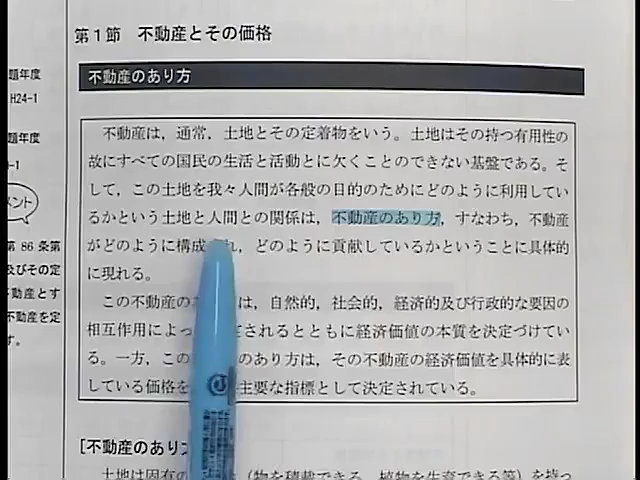 第1節 不動産とその価格
不動産のあり方
題年度
H24-1
題年度
-1
メント
第 86 条第
及びその定
不動産とす
不動産を定
す。
不動産は，通常，土地とその定着物をいう。土地はその持つ有用性の
故にすべての国民の生活と活動とに欠くことのできない基盤である。そ
して，この土地を我々人間が各般の目的のためにどのように利用してい
るかという土地と人間との関係は，不動産のあり方，すなわち，不動産
がどのように構成され，どのように貢献しているかということに具体的
に現れる。
この不動産の は，自然的，社会的，経済的及び行政的な要因の
相互作用によっ 定されるとともに経済価値の本質を決定づけてい
る。一方，この のあり方は，その不動産の経済価値を具体的に表
している価格を 主要な指標として決定されている。
[不動産のあり
土地は固有の （物を積載できる，植物を生育できる等）を持っ